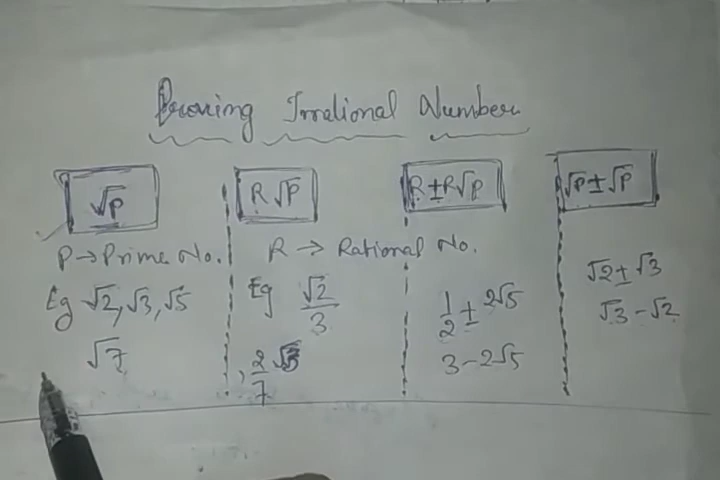 Proving Irrational Numbers
√P
P → Prime No.
Eg √2, √3, √5
√7
R √P
R → Rational No.
Eg √2/3
, 2/7 √3
R ± R√P
1/2 ± 2√5
3 - 2√5
√P ± √P
√2 ± √3
√3 - √2